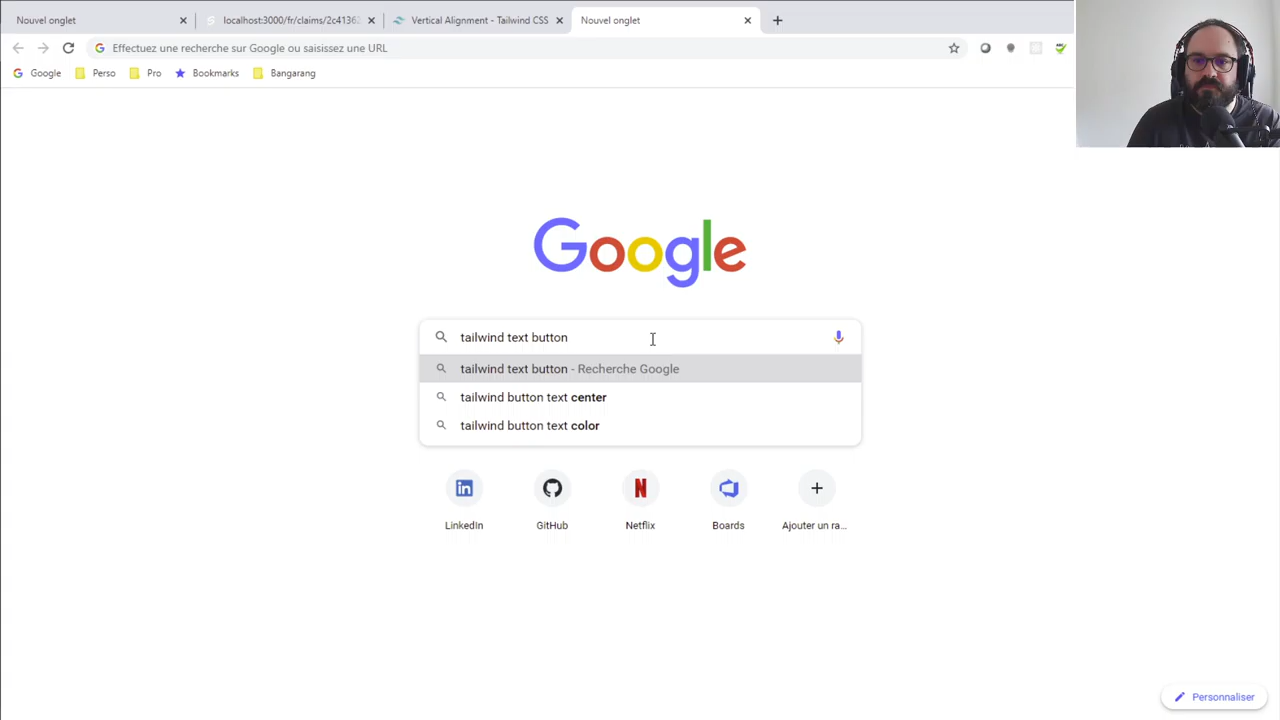 Nouvel onglet
localhost:3000/fr/claims/2c4136
Vertical Alignment - Tailwind CSS
Nouvel onglet
Effectuez une recherche sur Google ou saisissez une URL
Google
Perso
Pro
Bookmarks
Bangarang
Google
tailwind text button
tailwind text button - Recherche Google
tailwind button text center
tailwind button text color
LinkedIn
GitHub
Netflix
Boards
Ajouter un ra...
Personnaliser